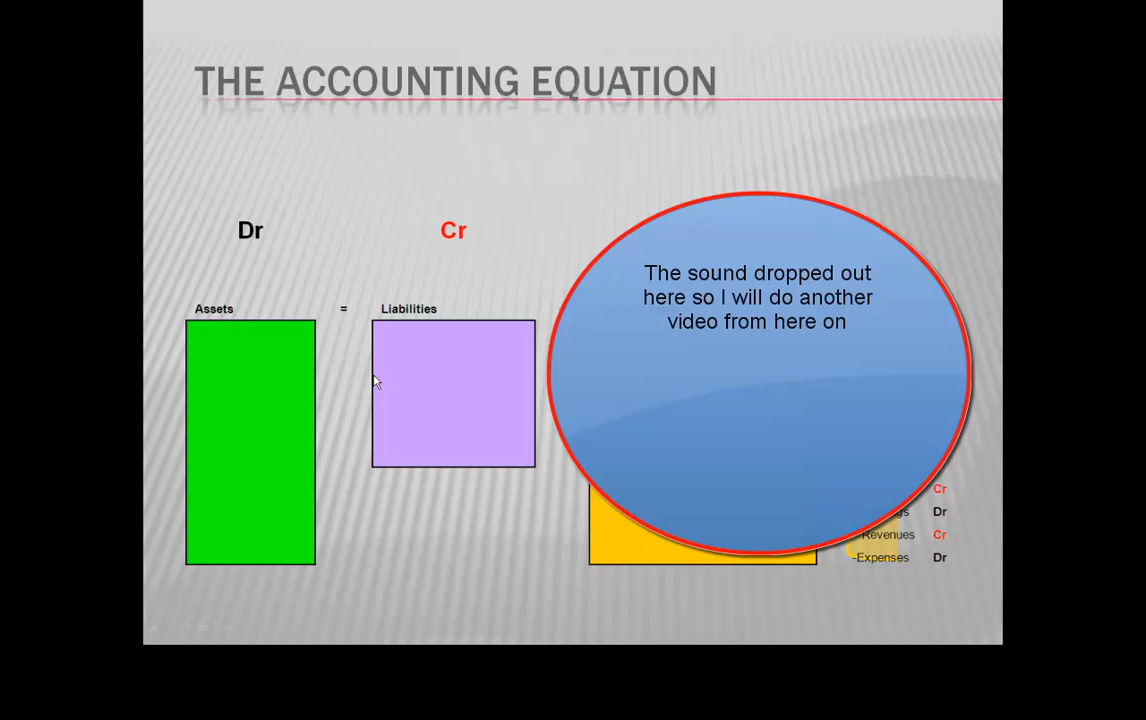 THE ACCOUNTING EQUATION
Dr
Cr
The sound dropped out
here so I will do another
video from here on
Assets
=
Liabilities
Cr
Dr
Revenues Cr
-Expenses Dr